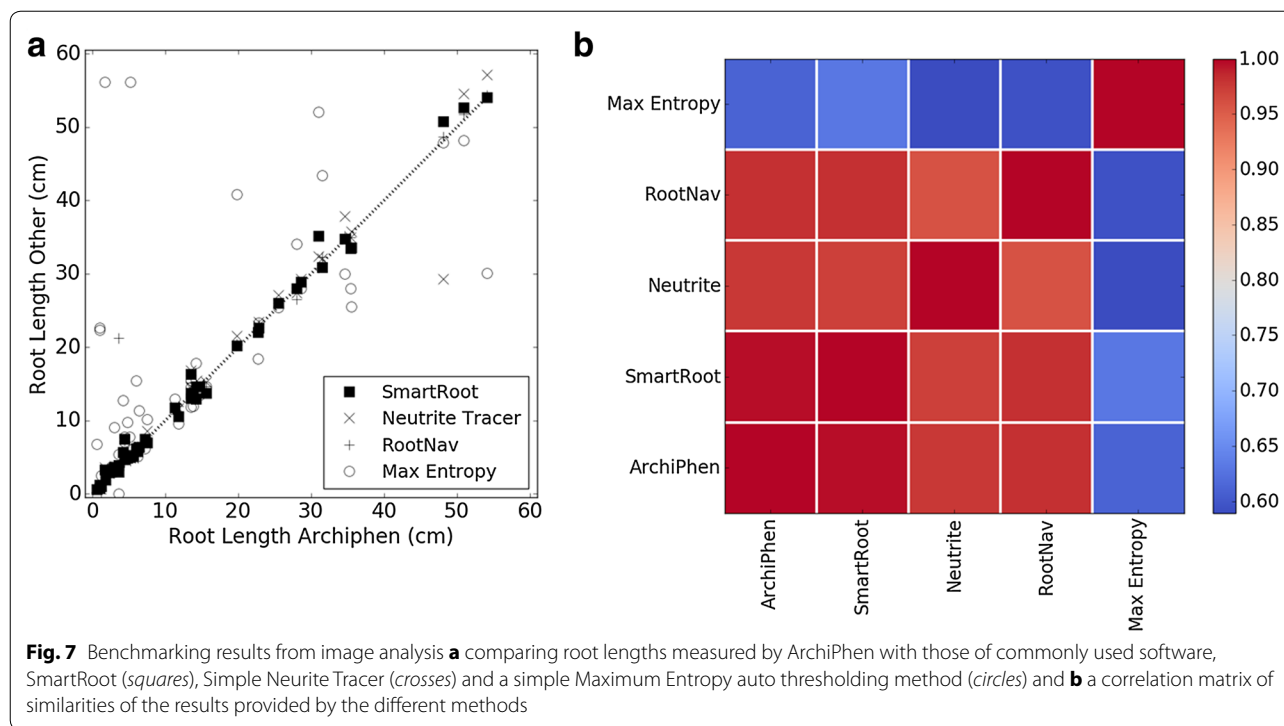 a
60
50
40
30
20
10
0
0 10 20 30 40 50 60
Root Length Other (cm)
Root Length Archiphen (cm)
SmartRoot
Neutrite Tracer
RootNav
Max Entropy
b
Max Entropy
RootNav
Neutrite
SmartRoot
ArchiPhen
ArchiPhen
SmartRoot
Neutrite
RootNav
Max Entropy
1.00
0.95
0.90
0.85
0.80
0.75
0.70
0.65
0.60
Fig. 7 Benchmarking results from image analysis a comparing root lengths measured by ArchiPhen with those of commonly used software,
SmartRoot (squares), Simple Neurite Tracer (crosses) and a simple Maximum Entropy auto thresholding method (circles) and b a correlation matrix of
similarities of the results provided by the different methods